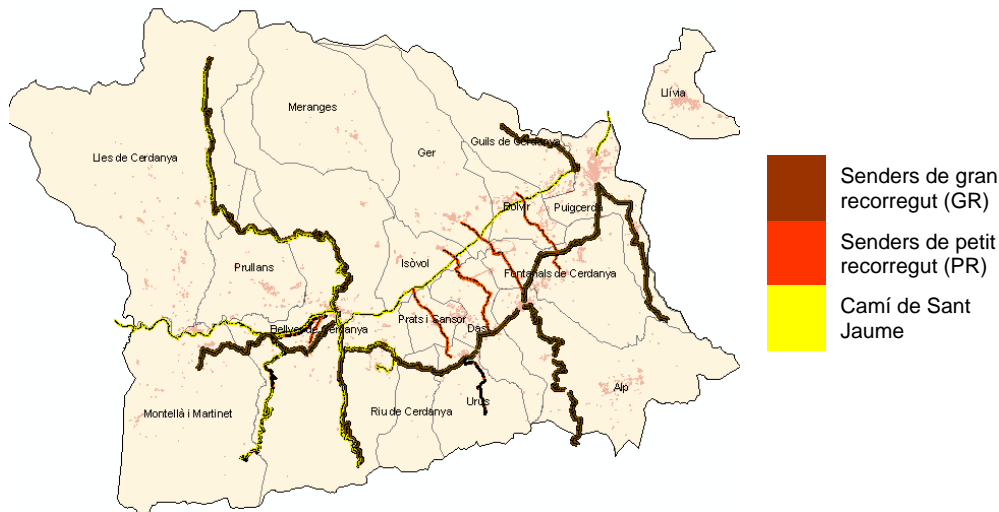 Llívia
Meranges
Guils de Cerdanya
Ger
Lles de Cerdanya
Bolvir
Puigcerdà
Isòvol
Prullans
Fontanals de Cerdanya
Prats i Sansor
Das
Bellver de Cerdanya
Alp
Urús
Riu de Cerdanya
Montellà i Martinet
Senders de gran
recorregut (GR)
Senders de petit
recorregut (PR)
Camí de Sant
Jaume